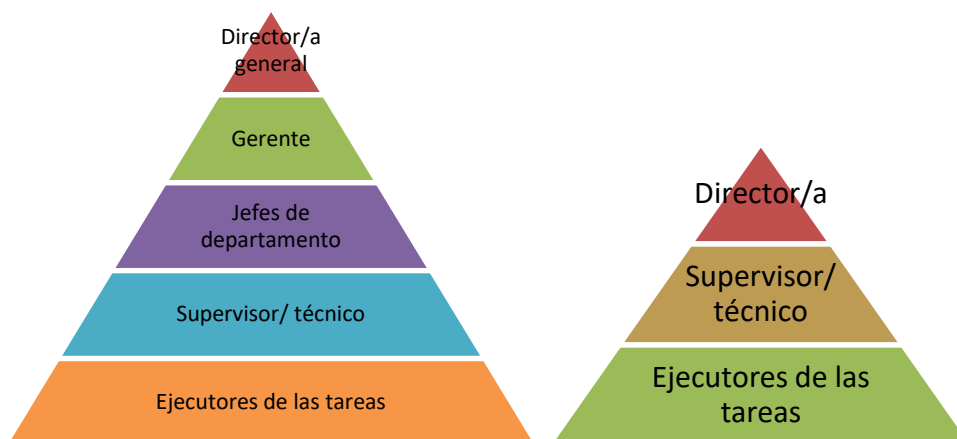 Director/a
general
Gerente
Jefes de
departamento
Supervisor/ técnico
Ejecutores de las tareas
Director/a
Supervisor/
técnico
Ejecutores de las
tareas